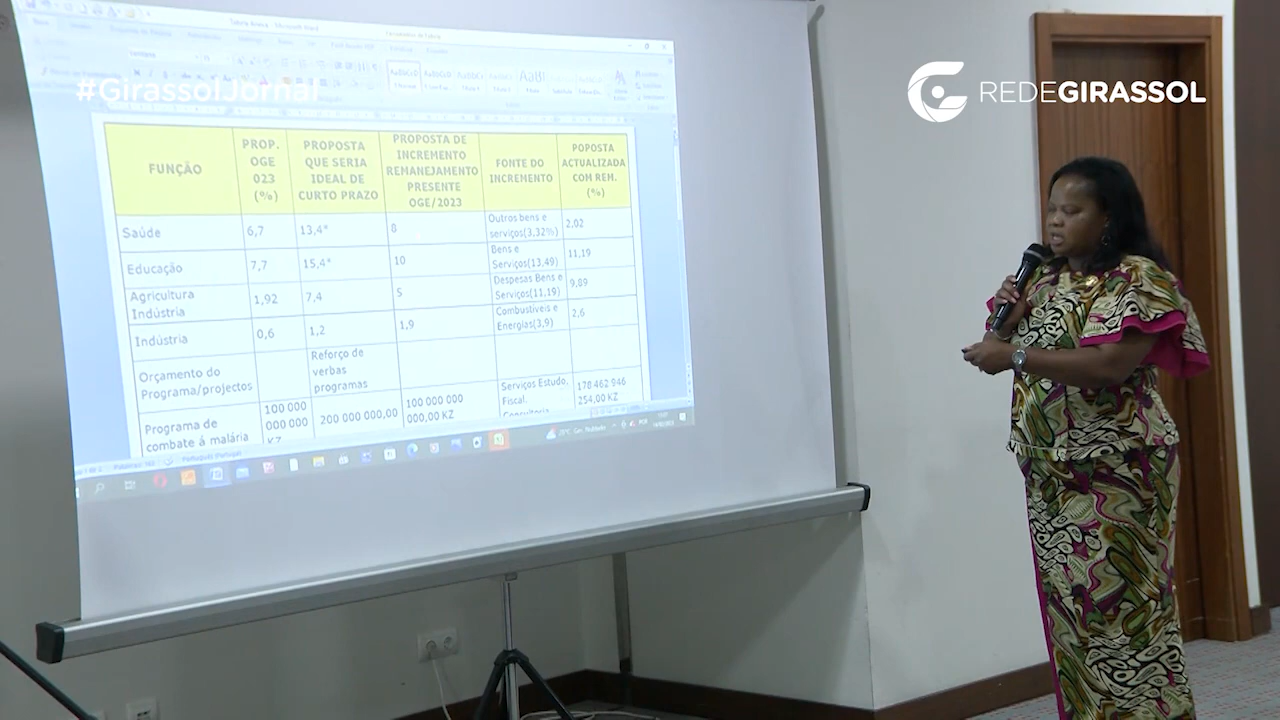 #GirassolJornal
REDEGIRASSOL
FUNÇÃO
PROP.
OGE
023
(%)
PROPOSTA
QUE SERIA
IDEAL DE
CURTO PRAZO
PROPOSTA DE
INCREMENTO
REMANEJAMENTO
PRESENTE
OGE/2023
FONTE DO
INCREMENTO
POPOSTA
ACTUALIZADA
COM REM.
(%)
Saúde
6,7
13,4*
8
Outros bens e
serviços(3,32%)
2,02
Educação
7,7
15,4*
10
Bens e
Serviços(13,49)
11,19
Agricultura
Indústria
1,92
7,4
5
Despesas Bens e
Serviços(11,19)
9,89
Indústria
0,6
1,2
1,9
Combustíveis e
Energias(3,9)
2,6
Orçamento do
Programa/projectos
Reforço de
verbas
programas
Programa de
combate á malária
100 000
000 000
KZ
200 000 000,00
100 000 000
000,00 KZ
Serviços Estudo.
Fiscal.
Consultoria
178 462 946
254,00 KZ